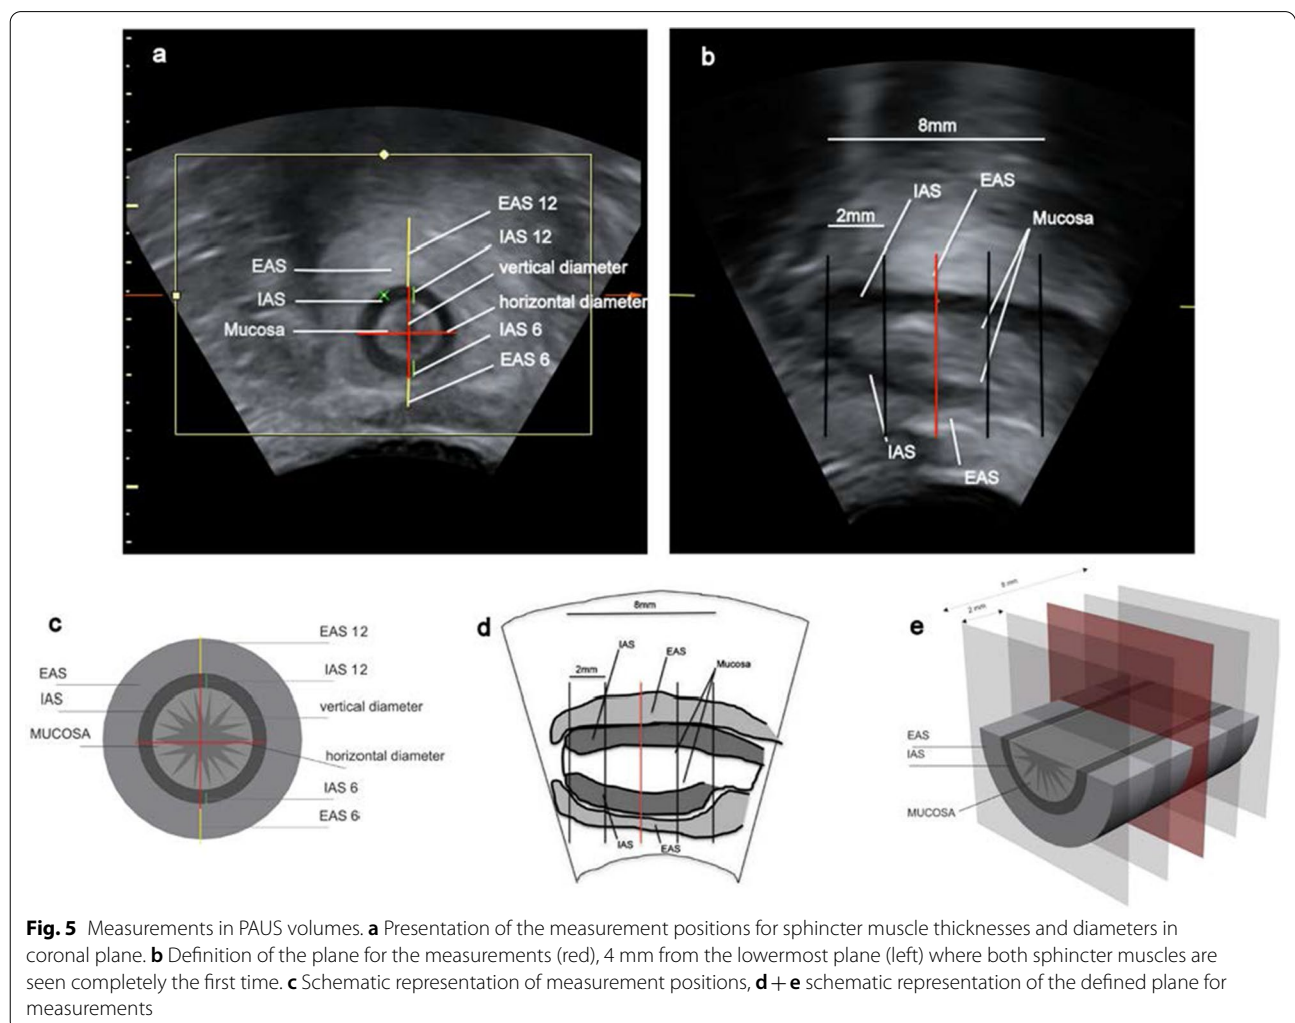 a
EAS 12
IAS 12
EAS
vertical diameter
IAS
horizontal diameter
Mucosa
IAS 6
EAS 6
b
8mm
EAS
IAS
2mm
Mucosa
IAS
EAS
c
EAS 12
EAS
IAS 12
IAS
vertical diameter
MUCOSA
horizontal diameter
IAS 6
EAS 6
d
8mm
IAS
EAS
Mucosa
2mm
IAS
EAS
e
8 mm
2 mm
EAS
IAS
MUCOSA
Fig. 5 Measurements in PAUS volumes. a Presentation of the measurement positions for sphincter muscle thicknesses and diameters in
coronal plane. b Definition of the plane for the measurements (red), 4 mm from the lowermost plane (left) where both sphincter muscles are
seen completely the first time. c Schematic representation of measurement positions, d + e schematic representation of the defined plane for
measurements